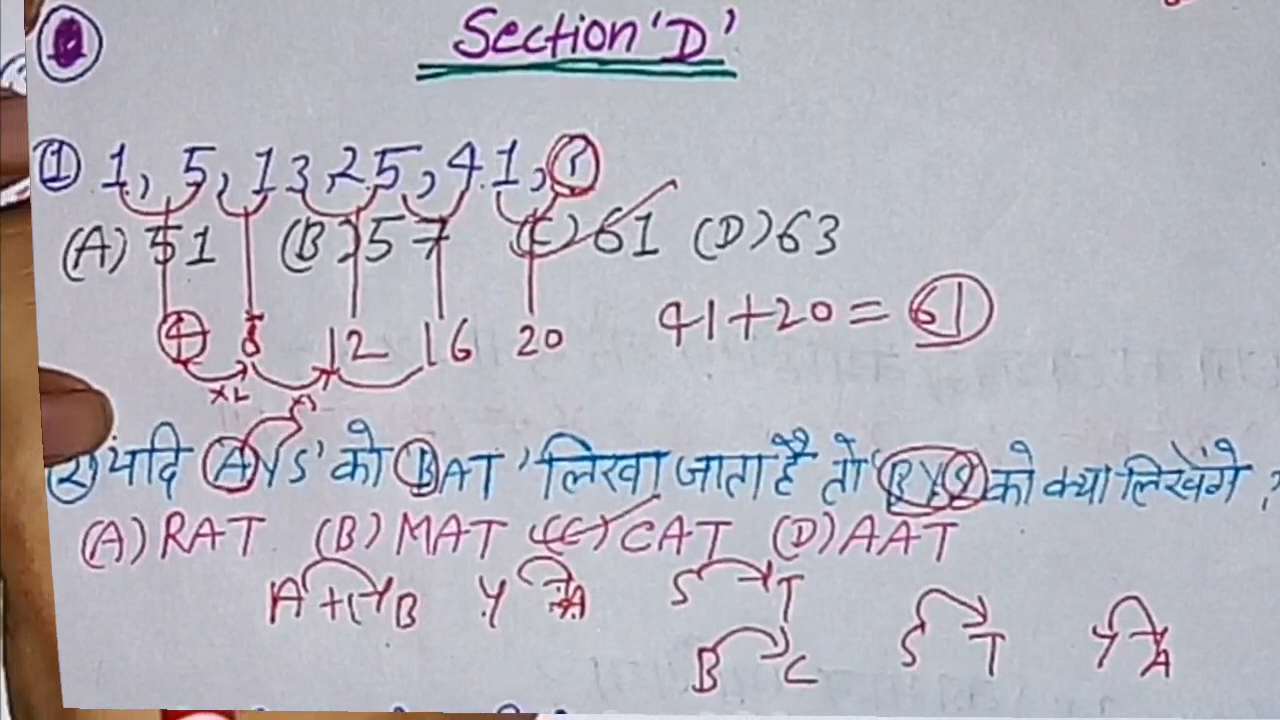 Section 'D'
① 1, 5, 13, 25, 41, ?
(A) 51 (B) 57 (C) 61 (D) 63
4 8 12 16 20 41+20 = 61
×2
② यदि 'AYS' को 'BAT' लिखा जाता है तो 'BYS' को क्या लिखेंगे ?
(A) RAT (B) MAT (C) CAT (D) AAT
A +1 B Y A S T
B C S T Y A